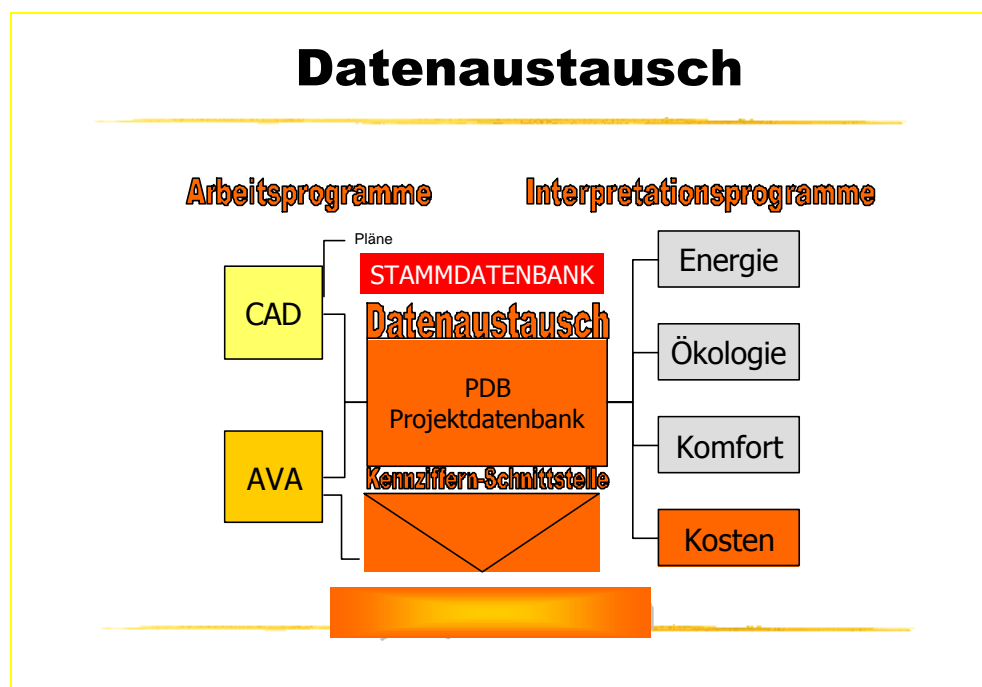 Datenaustausch
Arbeitsprogramme
Interpretationsprogramme
Pläne
CAD
AVA
STAMMDATENBANK
Datenaustausch
PDB
Projektdatenbank
Kennziffern-Schnittstelle
Energie
Ökologie
Komfort
Kosten